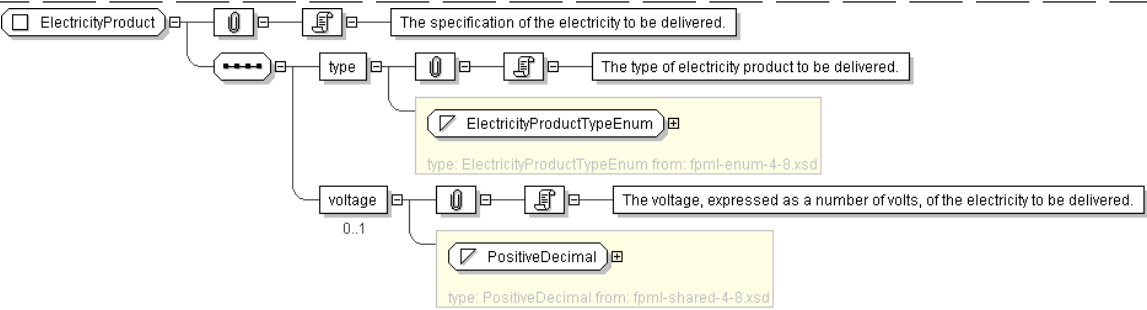 ElectricityProduct
The specification of the electricity to be delivered.
type
The type of electricity product to be delivered.
ElectricityProductTypeEnum
type: ElectricityProductTypeEnum from: fpml-enum-4-8.xsd
voltage
The voltage, expressed as a number of volts, of the electricity to be delivered.
0..1
PositiveDecimal
type: PositiveDecimal from: fpml-shared-4-8.xsd